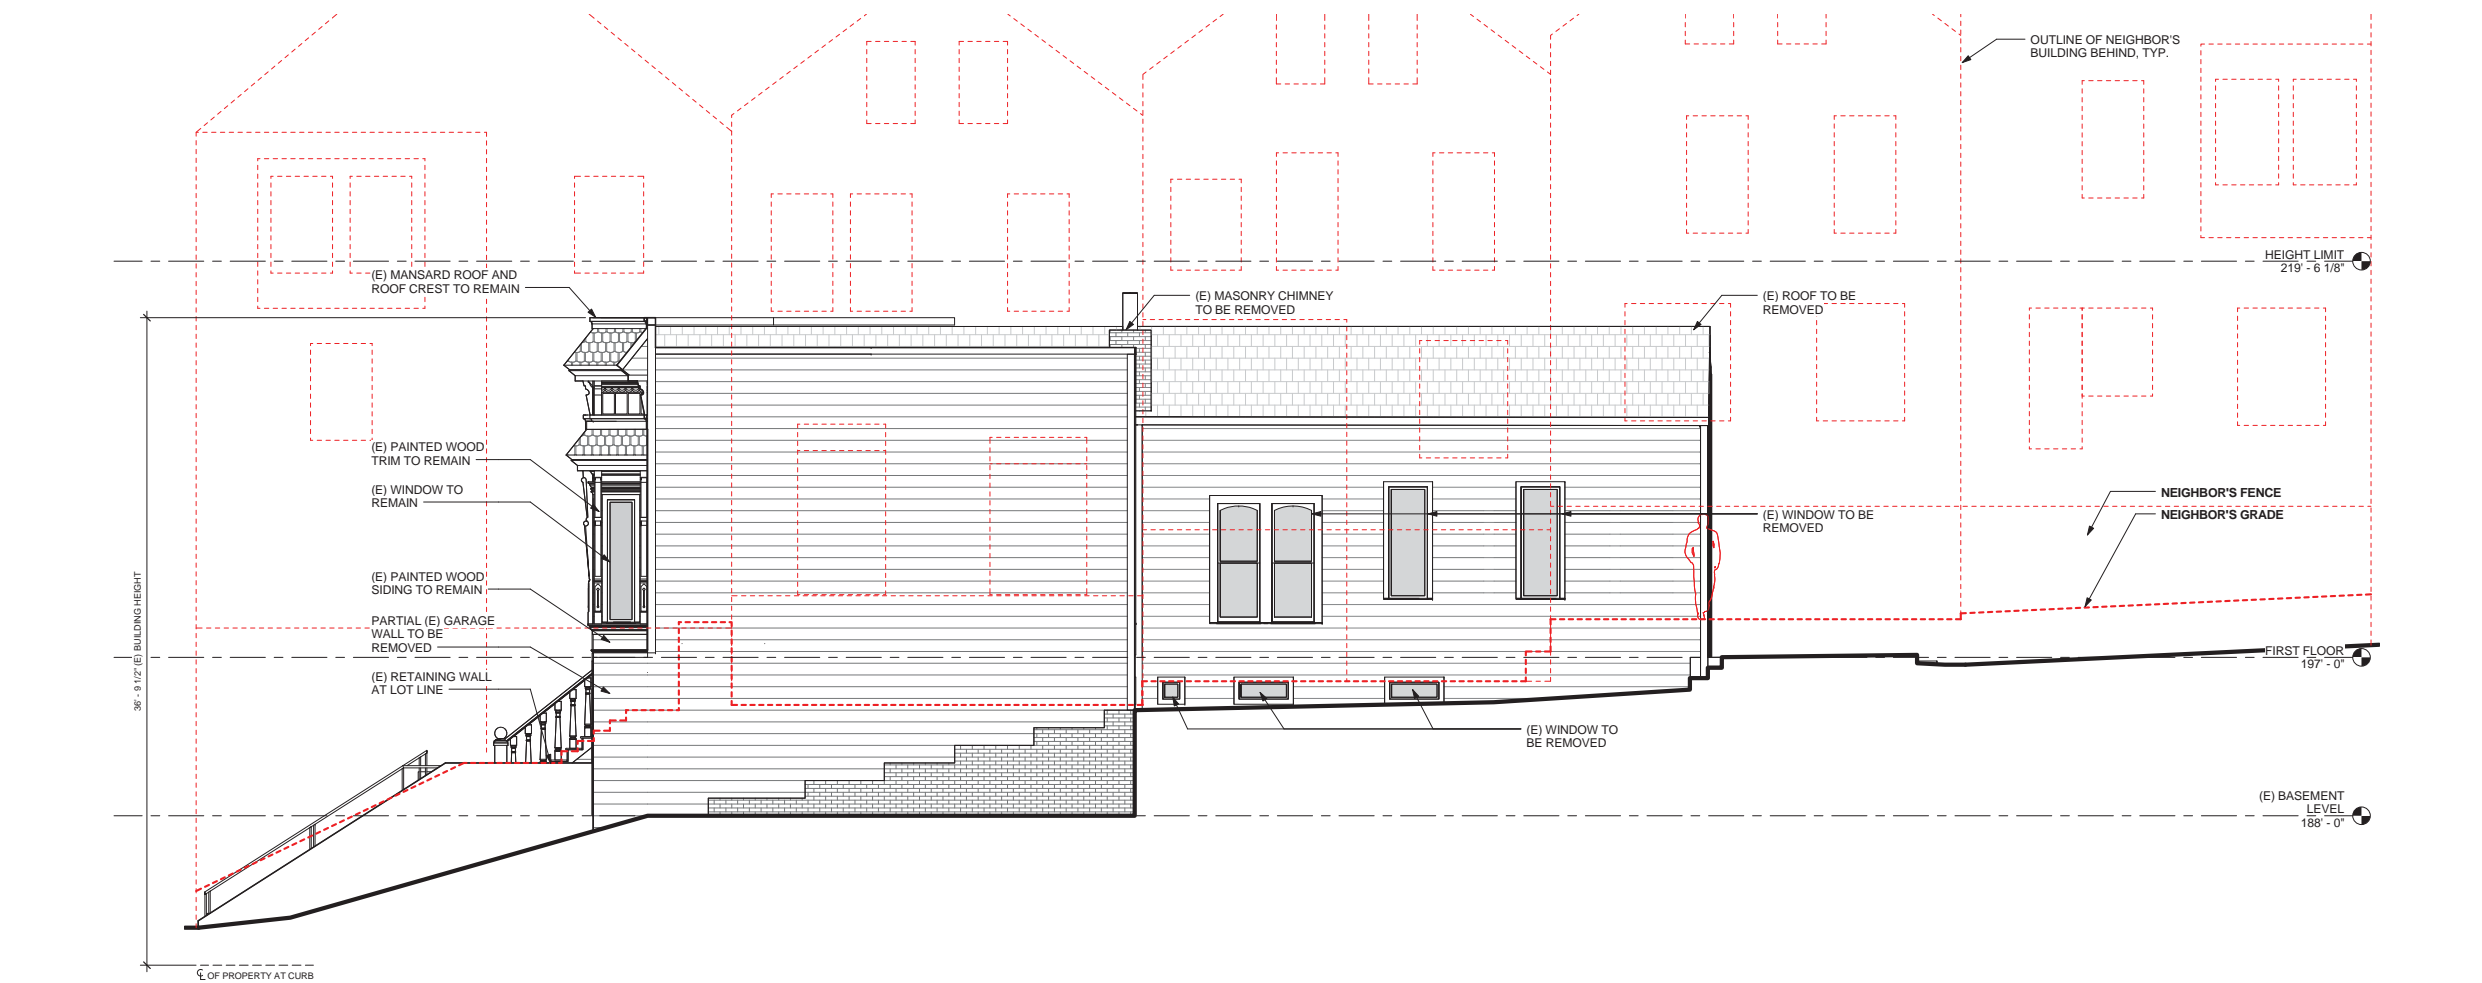 OUTLINE OF NEIGHBOR'S
BUILDING BEHIND, TYP.
HEIGHT LIMIT
219' - 6 1/8"
(E) MANSARD ROOF AND
ROOF CREST TO REMAIN
(E) MASONRY CHIMNEY
TO BE REMOVED
(E) ROOF TO BE
REMOVED
(E) PAINTED WOOD
TRIM TO REMAIN
(E) WINDOW TO
REMAIN
NEIGHBOR'S FENCE
NEIGHBOR'S GRADE
(E) WINDOW TO BE
REMOVED
(E) PAINTED WOOD
SIDING TO REMAIN
PARTIAL (E) GARAGE
WALL TO BE
REMOVED
(E) RETAINING WALL
AT LOT LINE
36' - 9 1/2" (E) BUILDING HEIGHT
FIRST FLOOR
197' - 0"
(E) WINDOW TO
BE REMOVED
(E) BASEMENT
LEVEL
188' - 0"
℄ OF PROPERTY AT CURB